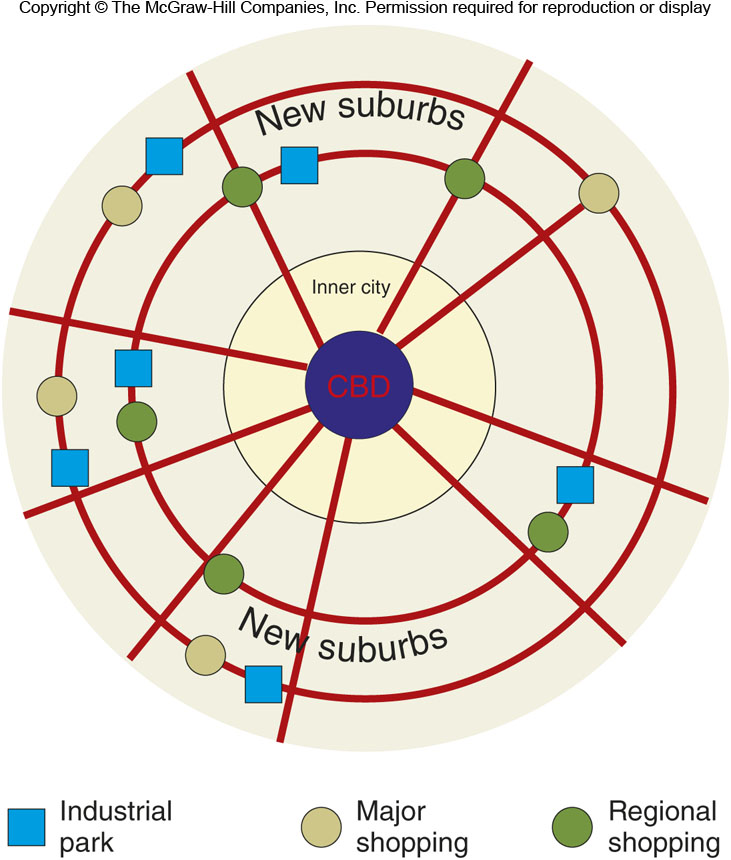 Copyright © The McGraw-Hill Companies, Inc. Permission required for reproduction or display
New suburbs
Inner city
CBD
New suburbs
Industrial
park
Major
shopping
Regional
shopping